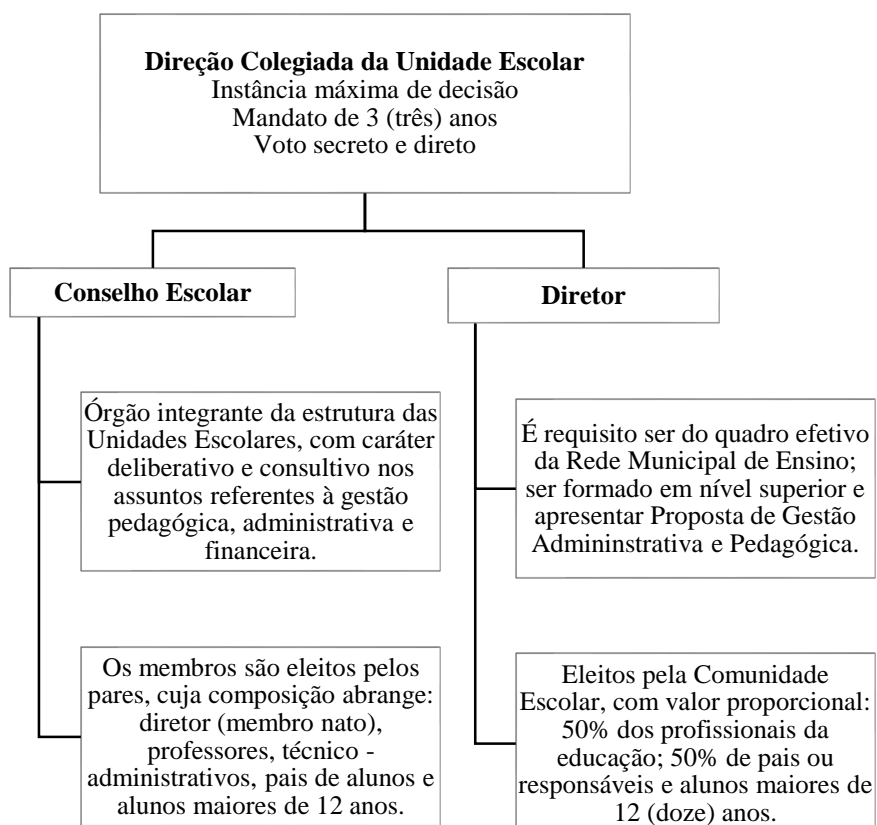 Direção Colegiada da Unidade Escolar
Instância máxima de decisão
Mandato de 3 (três) anos
Voto secreto e direto
Conselho Escolar
Órgão integrante da estrutura das
Unidades Escolares, com caráter
deliberativo e consultivo nos
assuntos referentes à gestão
pedagógica, administrativa e
financeira.
Os membros são eleitos pelos
pares, cuja composição abrange:
diretor (membro nato),
professores, técnico -
administrativos, pais de alunos e
alunos maiores de 12 anos.
Diretor
É requisito ser do quadro efetivo
da Rede Municipal de Ensino;
ser formado em nível superior e
apresentar Proposta de Gestão
Admininstrativa e Pedagógica.
Eleitos pela Comunidade
Escolar, com valor proporcional:
50% dos profissionais da
educação; 50% de pais ou
responsáveis e alunos maiores de
12 (doze) anos.